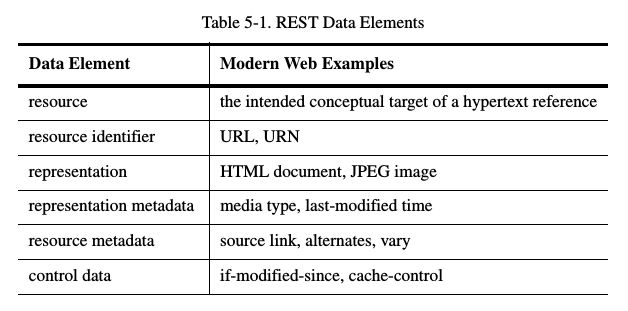 Table 5-1. REST Data Elements
Data Element Modern Web Examples
resource the intended conceptual target of a hypertext reference
resource identifier URL, URN
representation HTML document, JPEG image
representation metadata media type, last-modified time
resource metadata source link, alternates, vary
control data if-modified-since, cache-control